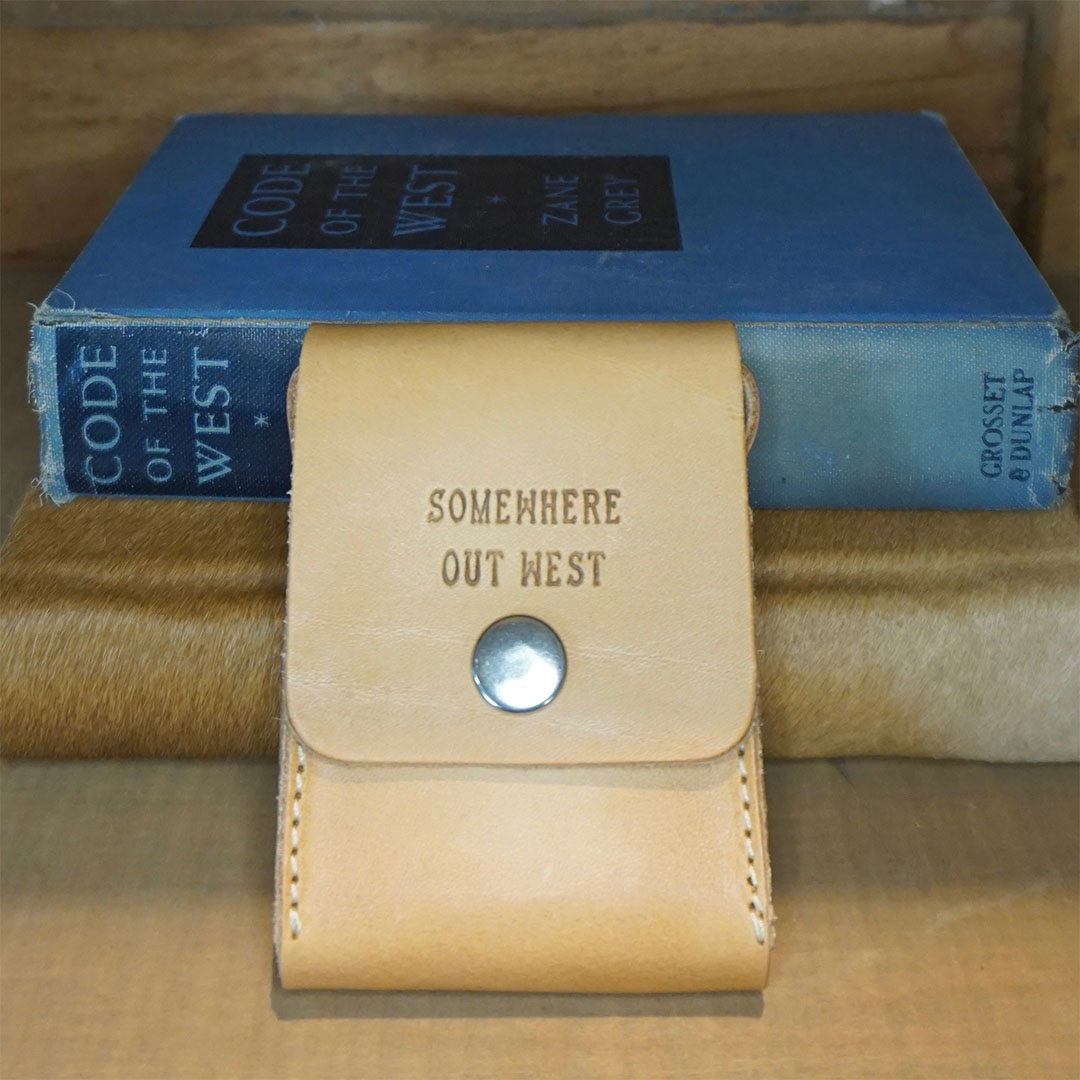 CODE
OF THE
WEST
*
ZANE
GREY
CODE
OF THE
WEST
*
GROSSET
& DUNLAP
SOMEWHERE
OUT WEST